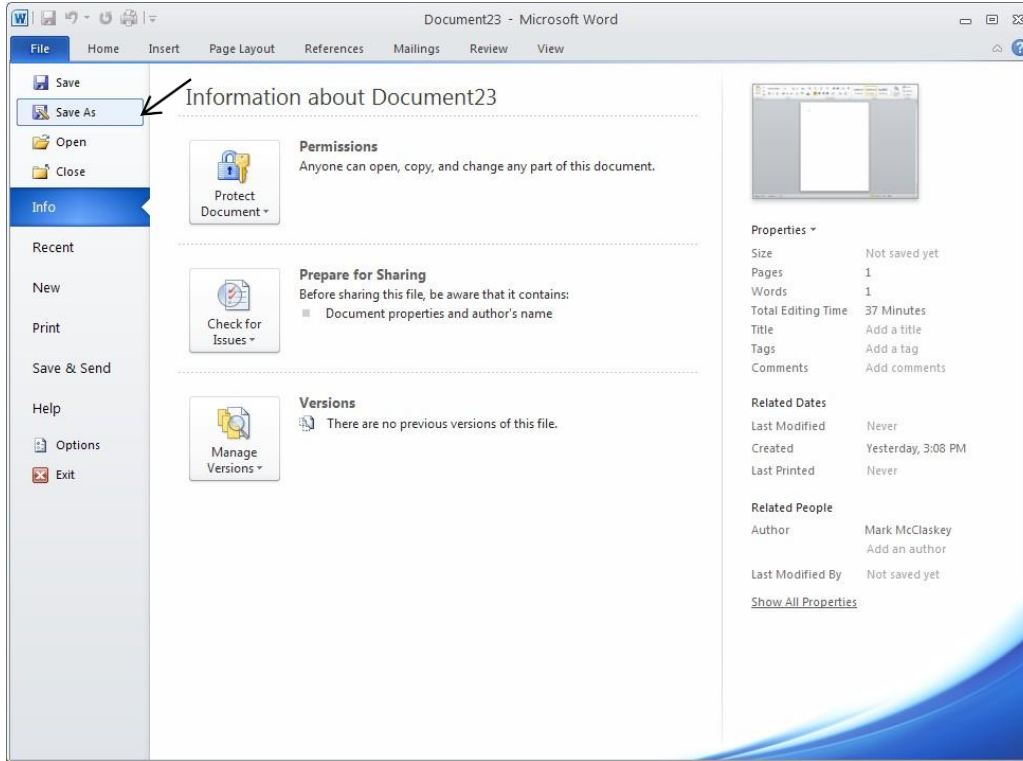 Document23 - Microsoft Word
File Home Insert Page Layout References Mailings Review View
Save
Save As
Open
Close
Info
Recent
New
Print
Save & Send
Help
Options
Exit
Information about Document23
Protect
Document
Permissions
Anyone can open, copy, and change any part of this document.
Check for
Issues
Prepare for Sharing
Before sharing this file, be aware that it contains:
Document properties and author's name
Manage
Versions
Versions
There are no previous versions of this file.
Properties
Size Not saved yet
Pages 1
Words 1
Total Editing Time 37 Minutes
Title Add a title
Tags Add a tag
Comments Add comments
Related Dates
Last Modified Never
Created Yesterday, 3:08 PM
Last Printed Never
Related People
Author Mark McClaskey
Add an author
Last Modified By Not saved yet
Show All Properties